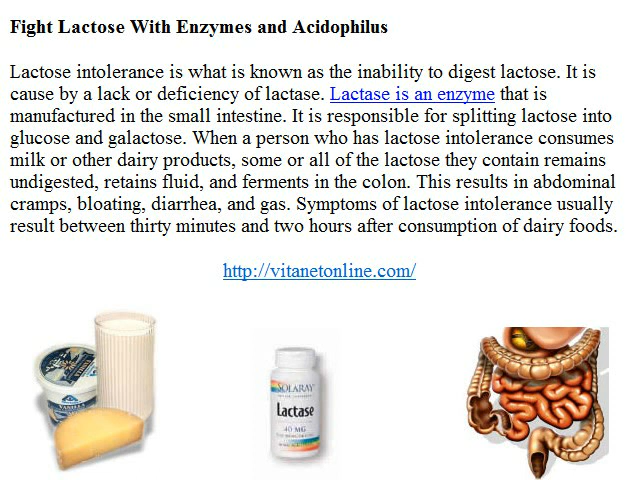 Fight Lactose With Enzymes and Acidophilus
Lactose intolerance is what is known as the inability to digest lactose. It is
cause by a lack or deficiency of lactase. Lactase is an enzyme that is
manufactured in the small intestine. It is responsible for splitting lactose into
glucose and galactose. When a person who has lactose intolerance consumes
milk or other dairy products, some or all of the lactose they contain remains
undigested, retains fluid, and ferments in the colon. This results in abdominal
cramps, bloating, diarrhea, and gas. Symptoms of lactose intolerance usually
result between thirty minutes and two hours after consumption of dairy foods.
http://vitanetonline.com/
VANILLA
SOLARAY
Lactase
40 MG